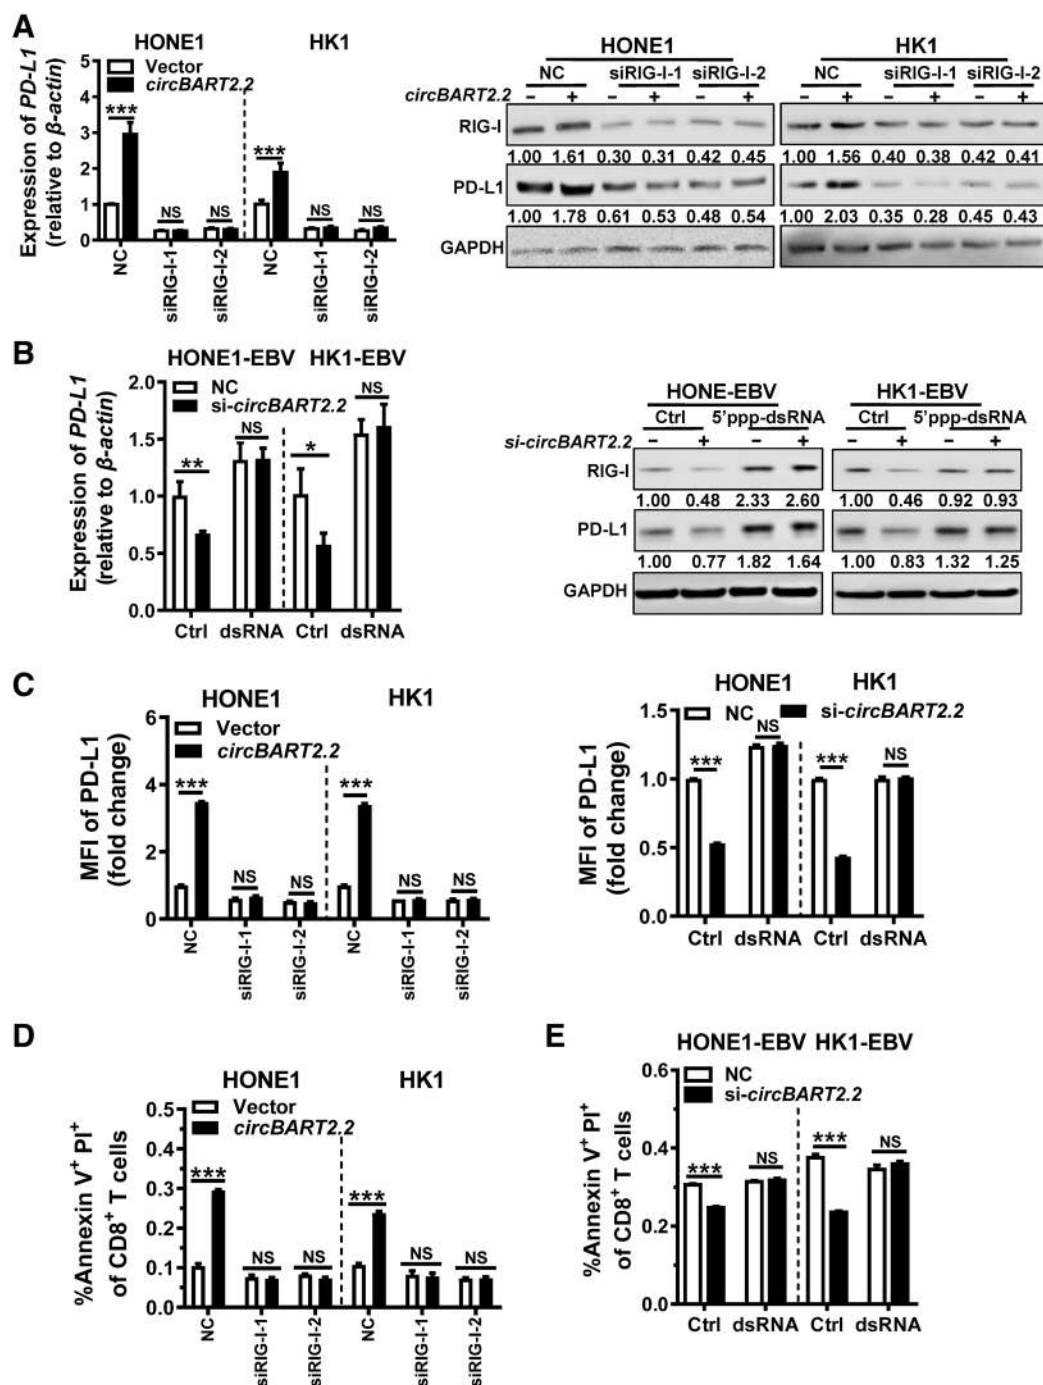 A
HONE1 HK1
Vector
circBART2.2
Expression of PD-L1
(relative to β-actin)
5
4
3
2
1
0
*** NS NS *** NS NS
NC siRIG-I-1 siRIG-I-2 NC siRIG-I-1 siRIG-I-2
HONE1 HK1
NC siRIG-I-1 siRIG-I-2 NC siRIG-I-1 siRIG-I-2
circBART2.2 – + – + – + – + – + – +
RIG-I
1.00 1.61 0.30 0.31 0.42 0.45 1.00 1.56 0.40 0.38 0.42 0.41
PD-L1
1.00 1.78 0.61 0.53 0.48 0.54 1.00 2.03 0.35 0.28 0.45 0.43
GAPDH
B
HONE1-EBV HK1-EBV
NC
si-circBART2.2
Expression of PD-L1
(relative to β-actin)
2.0
1.5
1.0
0.5
0.0
** NS * NS
Ctrl dsRNA Ctrl dsRNA
HONE-EBV HK1-EBV
Ctrl 5’ppp-dsRNA Ctrl 5’ppp-dsRNA
si-circBART2.2 – + – + – + – +
RIG-I
1.00 0.48 2.33 2.60 1.00 0.46 0.92 0.93
PD-L1
1.00 0.77 1.82 1.64 1.00 0.83 1.32 1.25
GAPDH
C
HONE1 HK1
Vector
circBART2.2
MFI of PD-L1
(fold change)
6
4
2
0
*** NS NS *** NS NS
NC siRIG-I-1 siRIG-I-2 NC siRIG-I-1 siRIG-I-2
HONE1 HK1
NC si-circBART2.2
MFI of PD-L1
(fold change)
1.5
1.0
0.5
0.0
*** NS *** NS
Ctrl dsRNA Ctrl dsRNA
D
HONE1 HK1
Vector
circBART2.2
%Annexin V⁺ PI⁺
of CD8⁺ T cells
0.5
0.4
0.3
0.2
0.1
0.0
*** NS NS *** NS NS
NC siRIG-I-1 siRIG-I-2 NC siRIG-I-1 siRIG-I-2
E
HONE1-EBV HK1-EBV
NC
si-circBART2.2
%Annexin V⁺ PI⁺
of CD8⁺ T cells
0.6
0.4
0.2
0.0
*** NS *** NS
Ctrl dsRNA Ctrl dsRNA